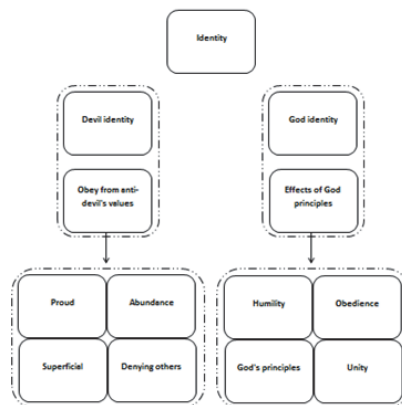 Identity
Devil identity
God identity
Obey from anti-
devil's values
Effects of God
principles
Proud
Abundance
Humility
Obedience
Superficial
Denying others
God's principles
Unity